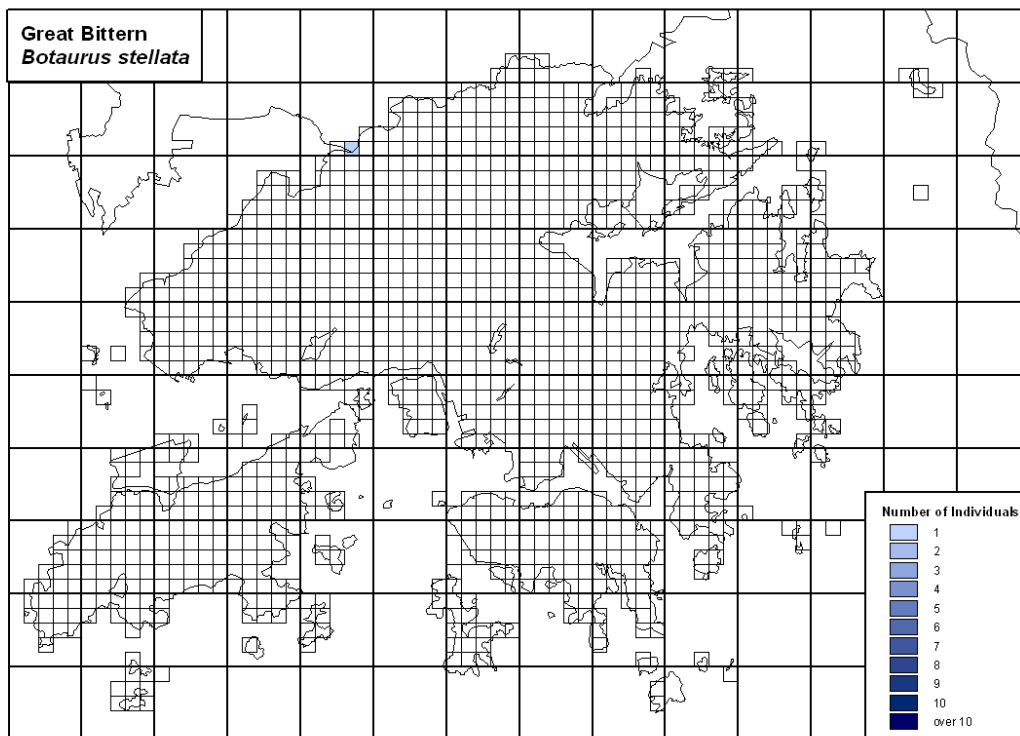 Great Bittern
Botaurus stellata
Number of Individuals
1
2
3
4
5
6
7
8
9
10
over 10